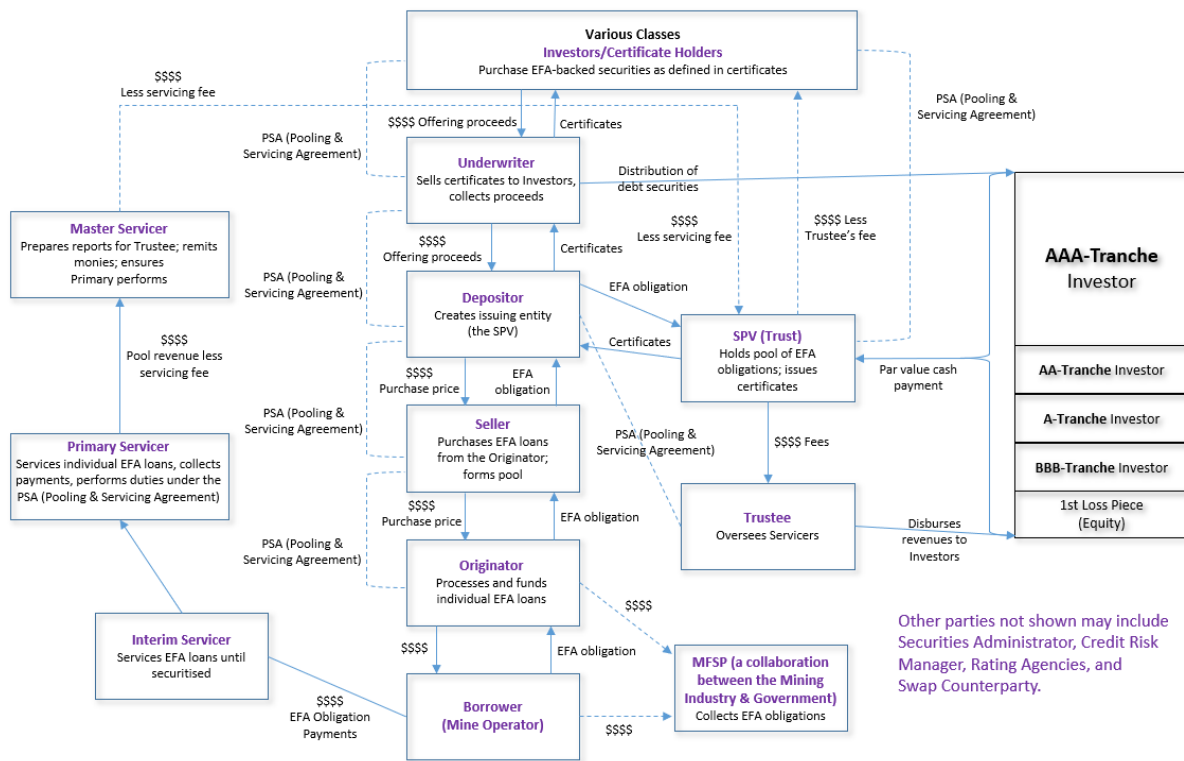 Various Classes
Investors/Certificate Holders
Purchase EFA-backed securities as defined in certificates
$$$$
Less servicing fee
PSA (Pooling &
Servicing Agreement)
$$$$ Offering proceeds
Certificates
PSA (Pooling &
Servicing Agreement)
Underwriter
Sells certificates to Investors,
collects proceeds
Distribution of
debt securities
Master Servicer
Prepares reports for Trustee; remits
monies; ensures
Primary performs
$$$$
Offering proceeds
Certificates
$$$$
Less servicing fee
$$$$ Less
Trustee's fee
AAA-Tranche
Investor
PSA (Pooling &
Servicing Agreement)
Depositor
Creates issuing entity
(the SPV)
EFA obligation
Certificates
SPV (Trust)
Holds pool of EFA
obligations; issues
certificates
Par value cash
payment
AA-Tranche Investor
A-Tranche Investor
BBB-Tranche Investor
1st Loss Piece
(Equity)
$$$$
Pool revenue less
servicing fee
$$$$
Purchase price
EFA
obligation
PSA (Pooling &
Servicing Agreement)
Seller
Purchases EFA loans
from the Originator;
forms pool
PSA (Pooling &
Servicing Agreement)
$$$$ Fees
Primary Servicer
Services individual EFA loans, collects
payments, performs duties under the
PSA (Pooling & Servicing Agreement)
$$$$
Purchase price
EFA obligation
Trustee
Oversees Servicers
Disburses
revenues to
Investors
PSA (Pooling &
Servicing Agreement)
Originator
Processes and funds
individual EFA loans
$$$$
Interim Servicer
Services EFA loans until
securitised
$$$$
EFA obligation
MFSP (a collaboration
between the Mining
Industry & Government)
Collects EFA obligations
Other parties not shown may include
Securities Administrator, Credit Risk
Manager, Rating Agencies, and
Swap Counterparty.
$$$$
EFA Obligation
Payments
Borrower
(Mine Operator)
$$$$